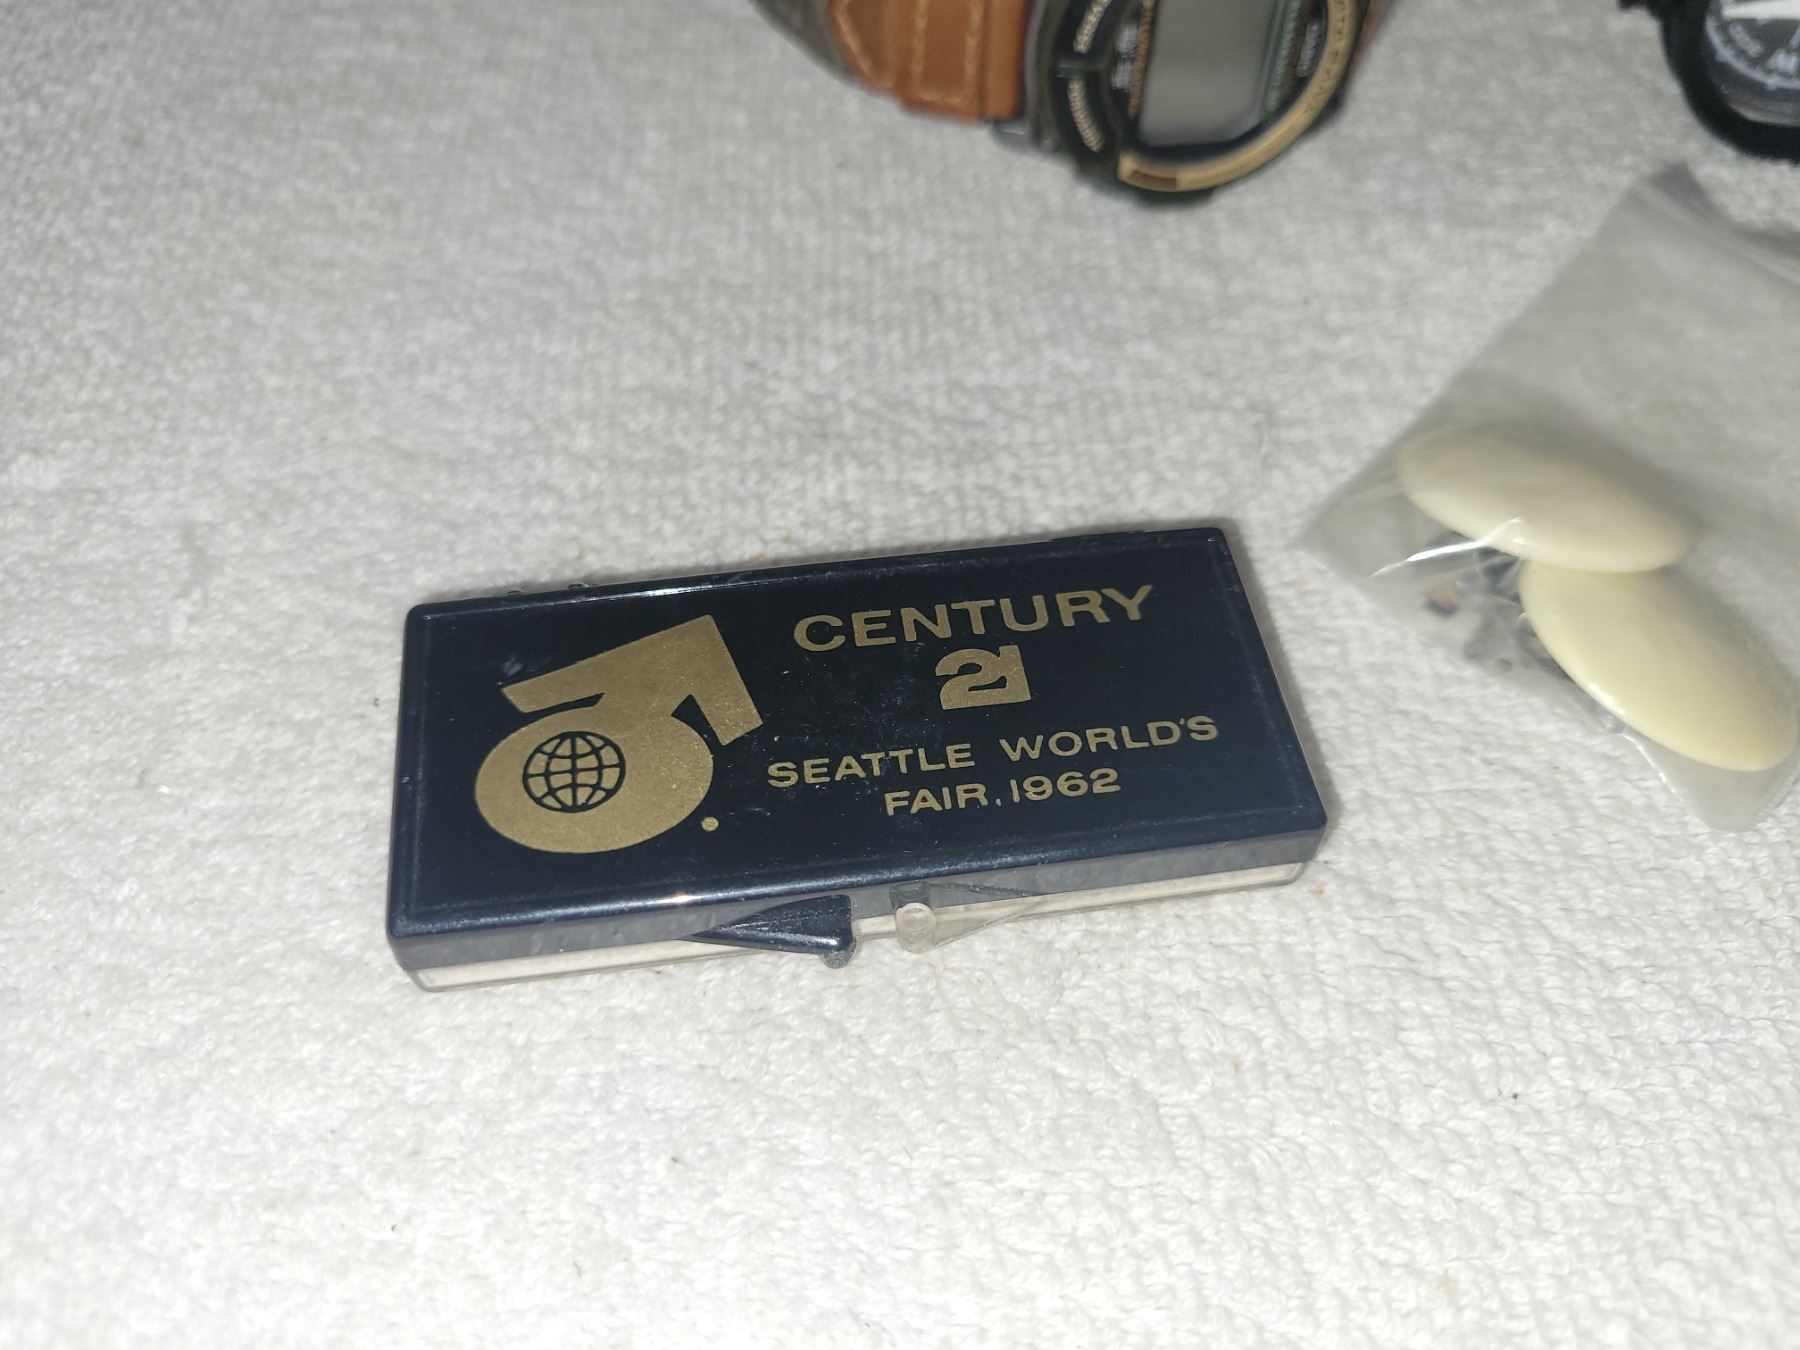 CENTURY
21
SEATTLE WORLD'S
FAIR. 1962